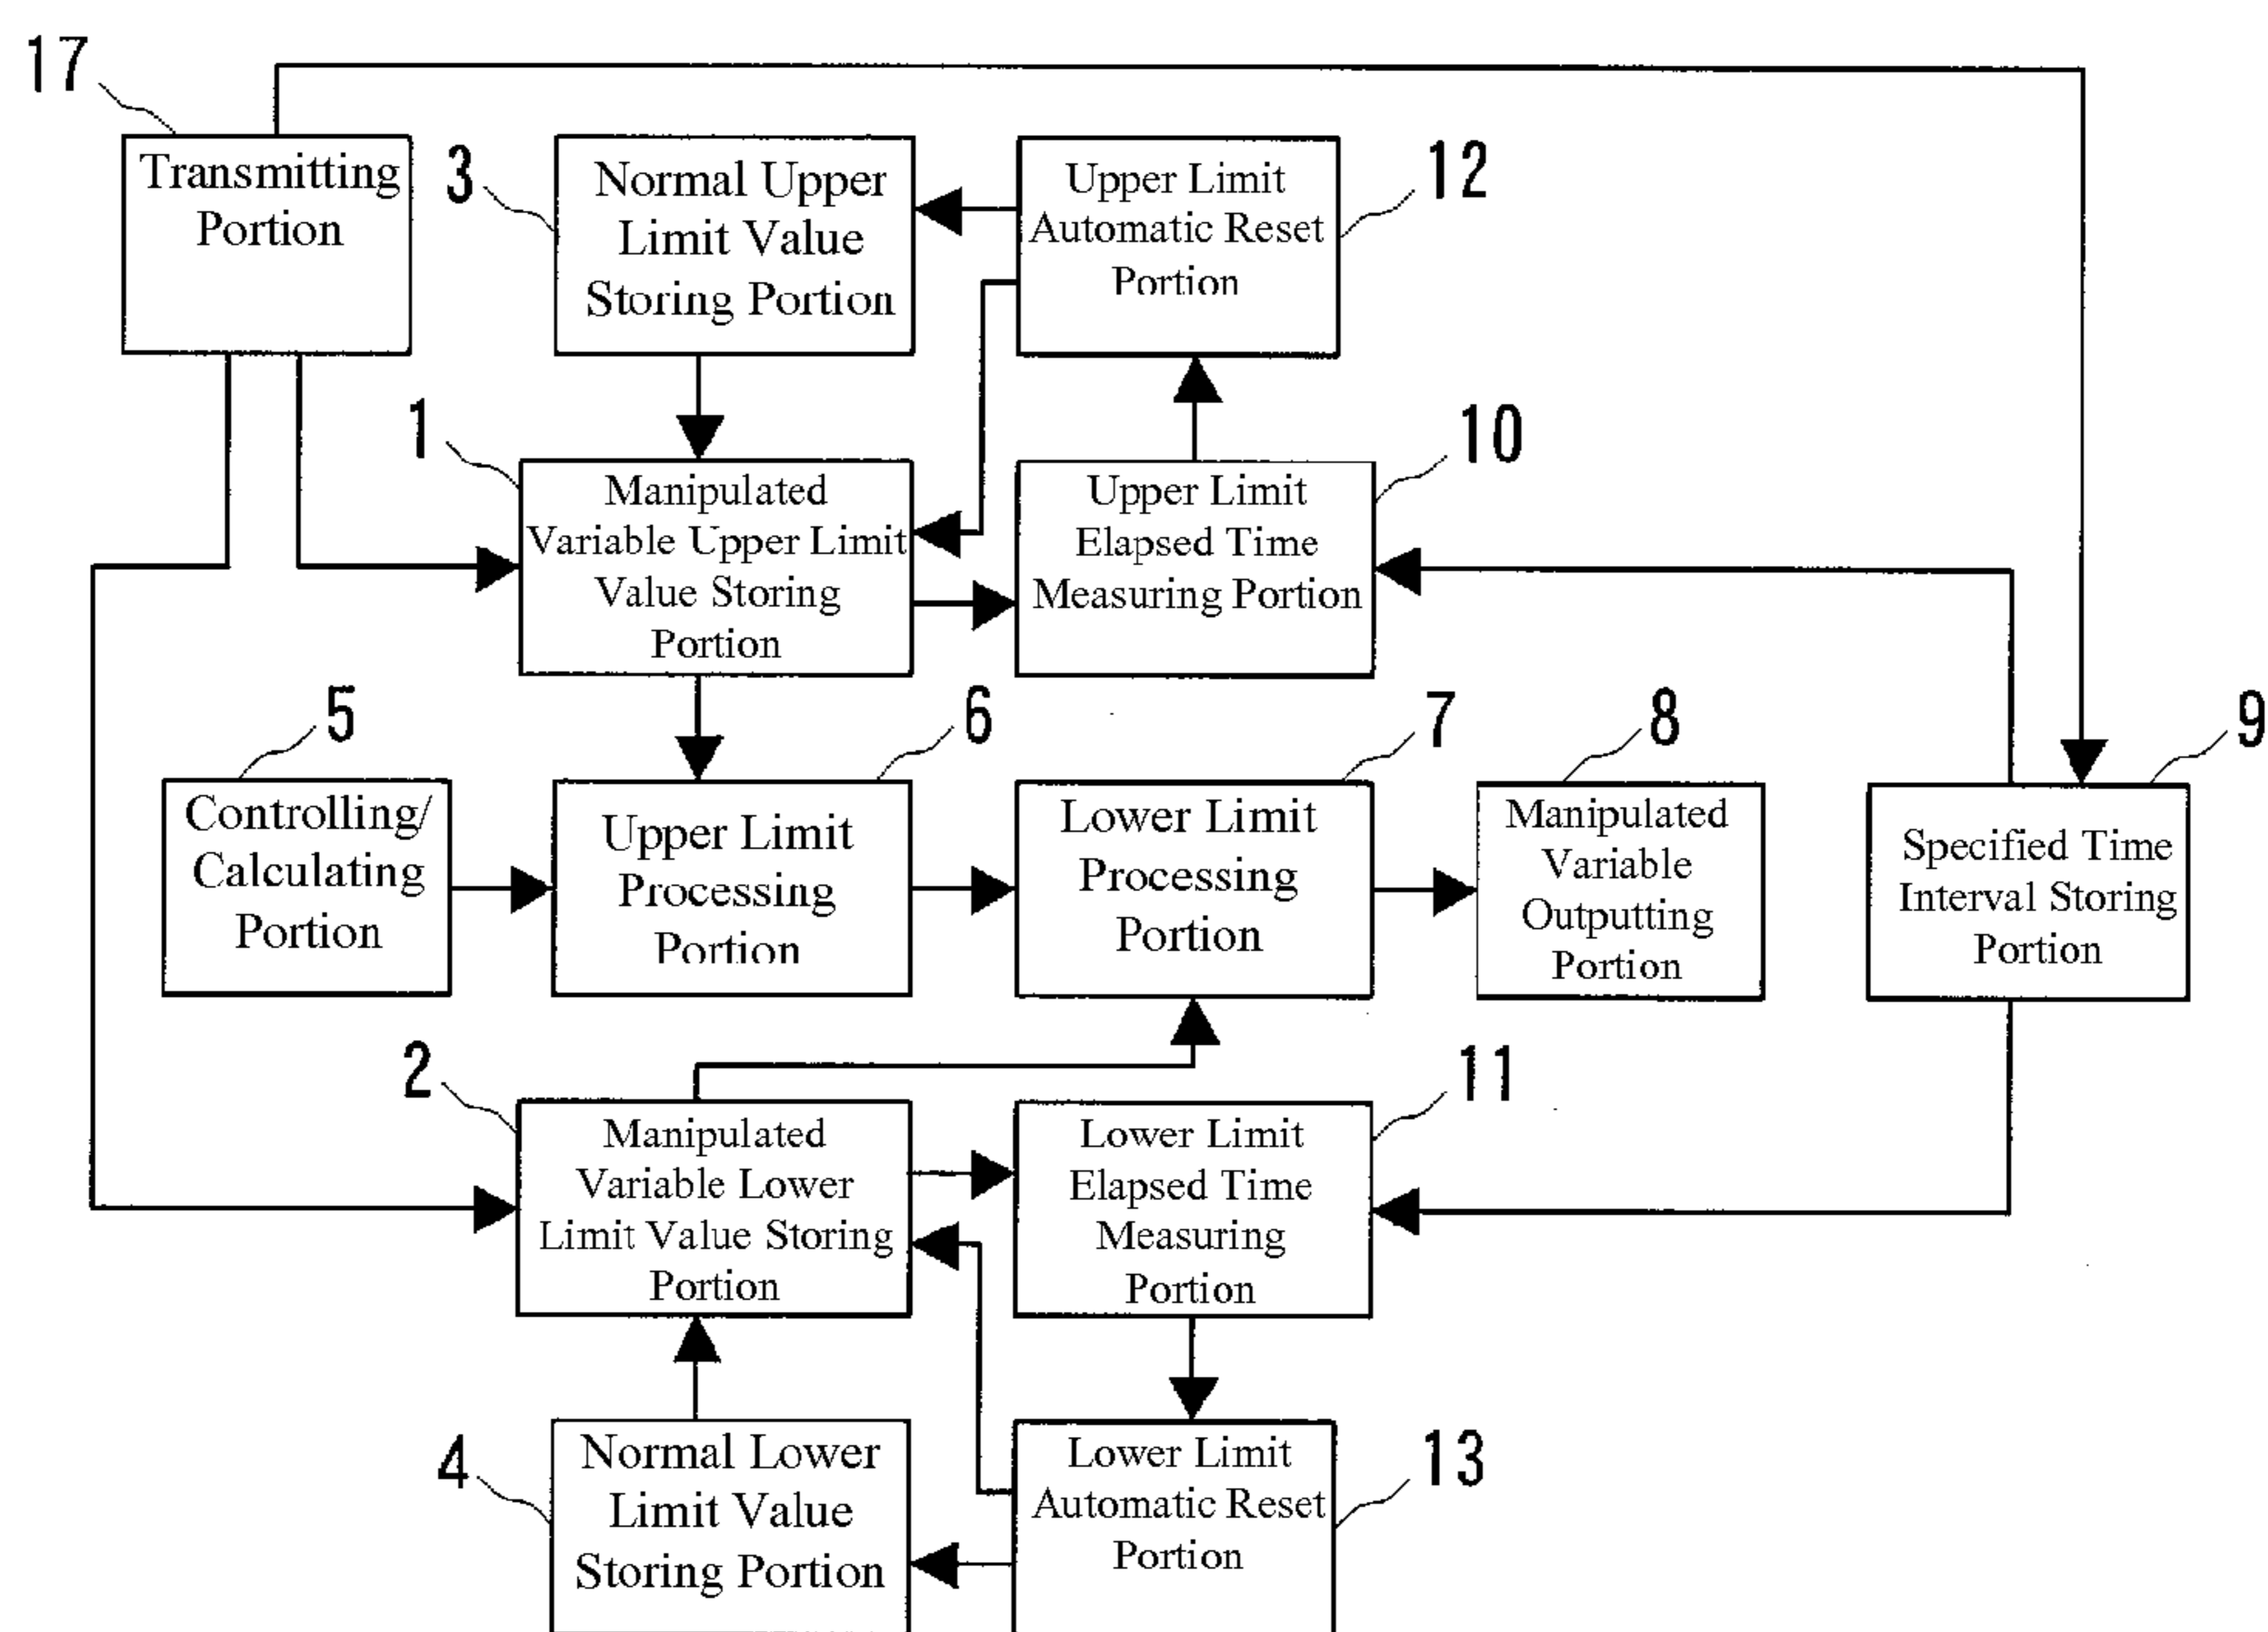 17
Transmitting
Portion
3
Normal Upper
Limit Value
Storing Portion
12
Upper Limit
Automatic Reset
Portion
1
Manipulated
Variable Upper Limit
Value Storing
Portion
10
Upper Limit
Elapsed Time
Measuring Portion
5
Controlling/
Calculating
Portion
6
Upper Limit
Processing
Portion
7
Lower Limit
Processing
Portion
8
Manipulated
Variable
Outputting
Portion
9
Specified Time
Interval Storing
Portion
2
Manipulated
Variable Lower
Limit Value Storing
Portion
11
Lower Limit
Elapsed Time
Measuring
Portion
4
Normal Lower
Limit Value
Storing Portion
13
Lower Limit
Automatic Reset
Portion